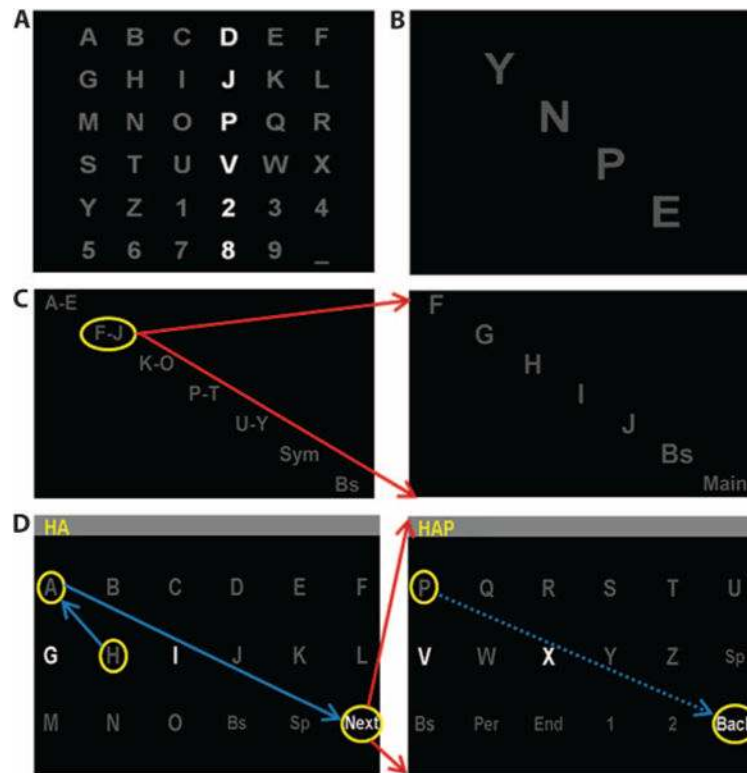 A
A B C D E F
G H I J K L
M N O P Q R
S T U V W X
Y Z 1 2 3 4
5 6 7 8 9 _
B
Y
N
P
E
C
A-E
F-J
K-O
P-T
U-Y
Sym
Bs
F
G
H
I
J
Bs
Main
D
HA
A B C D E F
G H I J K L
M N O Bs Sp Next
HAP
P Q R S T U
V W X Y Z Sp
Bs Per End 1 2 Back